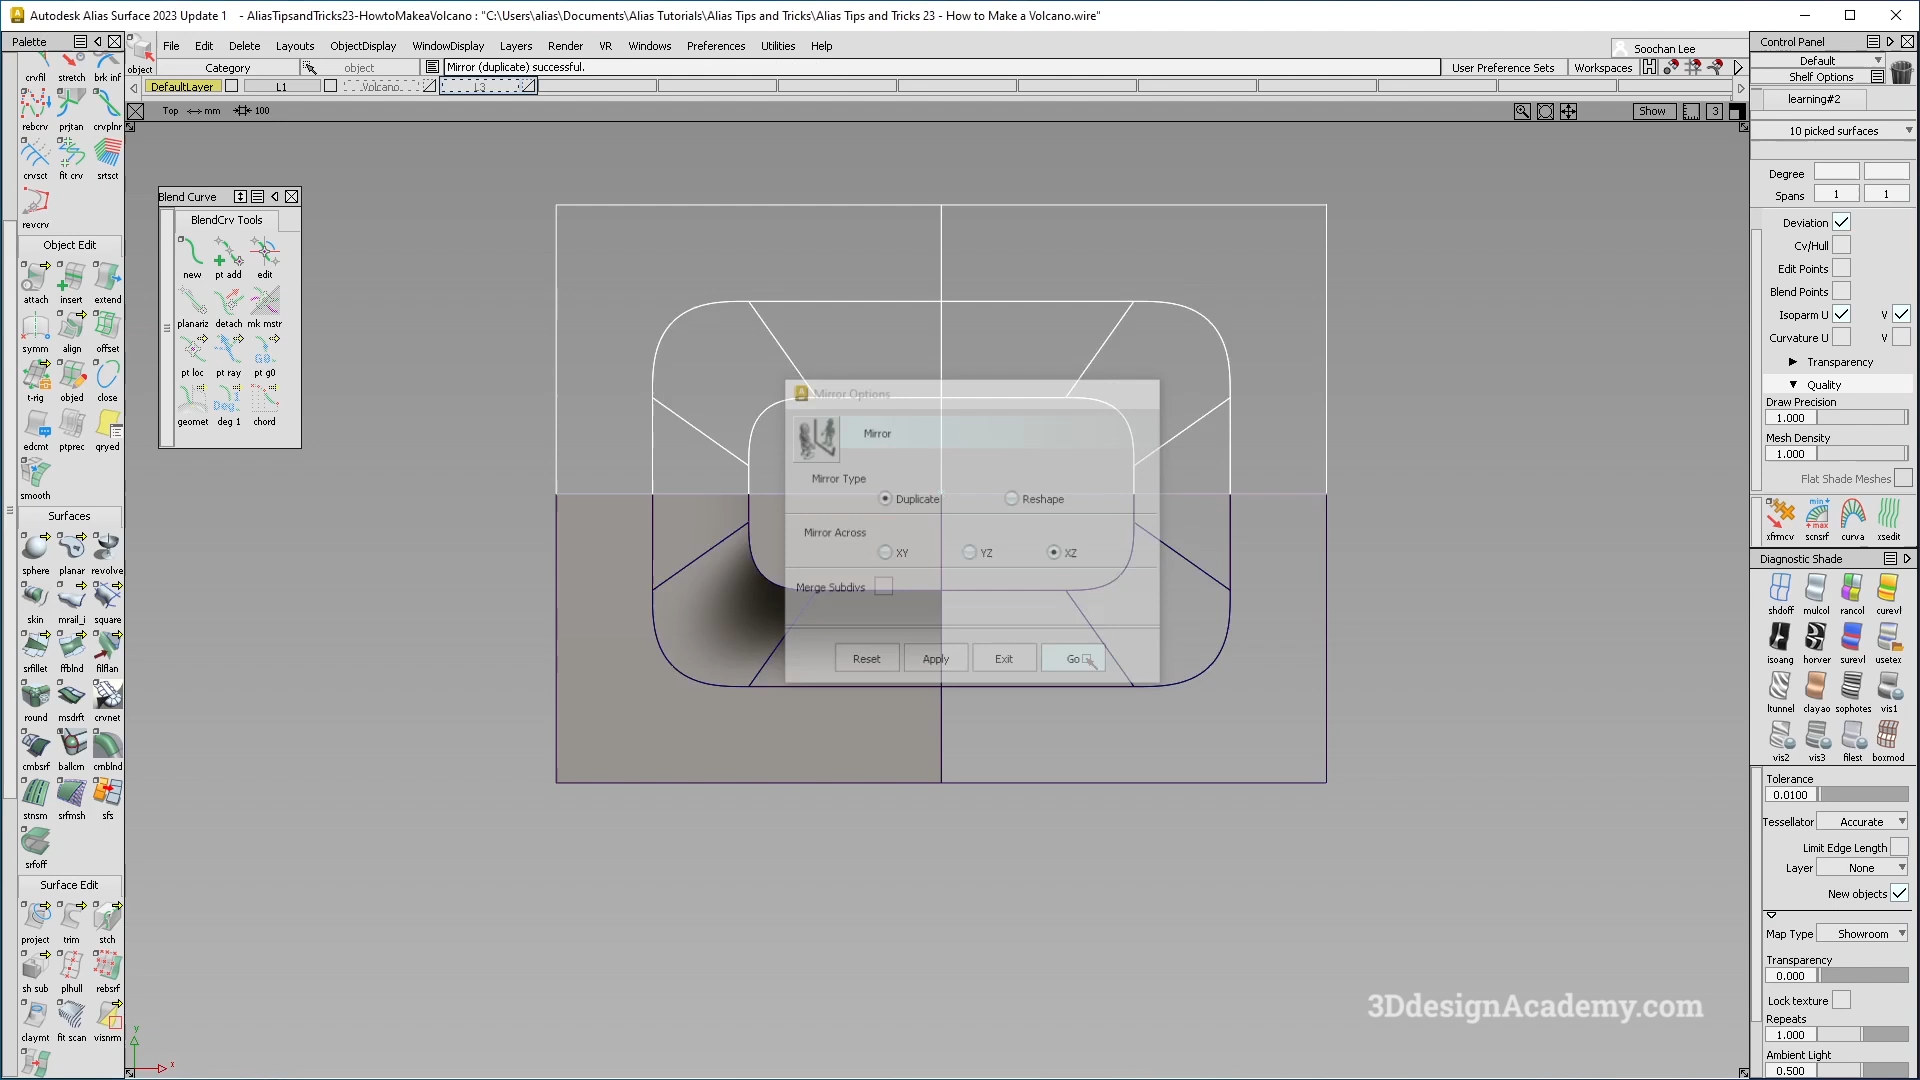 Autodesk Alias Surface 2023 Update 1 - AliasTipsandTricks23-HowtoMakeaVolcano : "C:\Users\alias\Documents\Alias Tutorials\Alias Tips and Tricks\Alias Tips and Tricks 23 - How to Make a Volcano.wire"
Palette
File Edit Delete Layouts ObjectDisplay WindowDisplay Layers Render VR Windows Preferences Utilities Help
Soochan Lee
object Category object Mirror (duplicate) successful. User Preference Sets Workspaces
DefaultLayer L1 Volcano L3
Top mm 100 Show 3
crvfil stretch brk inf
rebcrv prjtan crvplnr
crvsct fit crv srtsct
revcrv
Object Edit
attach insert extend
symm align offset
t-rig objed close
edcmt ptprec qryed
smooth
Surfaces
sphere planar revolve
skin mrail_i square
srfillet ffblnd filflan
round msdrft crvnet
cmbsrf ballcrn crnblnd
stnsm srfmsh sfs
srfoff
Surface Edit
project trim stch
sh sub plhull rebsrf
claymt fit scan visnrm
Blend Curve
BlendCrv Tools
new pt add edit
planariz detach mk mstr
pt loc pt ray pt g0
geomet deg 1 chord
Mirror Options
Mirror
Mirror Type
Duplicate Reshape
Mirror Across
XY YZ XZ
Merge Subdivs
Reset Apply Exit Go
y
x
3DdesignAcademy.com
Control Panel
Default
Shelf Options
learning#2
10 picked surfaces
Degree
Spans 1 1
Deviation
Cv/Hull
Edit Points
Blend Points
Isoparm U V
Curvature U V
Transparency
Quality
Draw Precision
1.000
Mesh Density
1.000
Flat Shade Meshes
xfrmcv scnsrf curva xsedit
Diagnostic Shade
shdoff mulcol rancol curevl
isoang horver surevl usetex
ltunnel clayao sophotes vis1
vis2 vis3 filest boxmod
Tolerance
0.0100
Tessellator Accurate
Limit Edge Length
Layer None
New objects
Map Type Showroom
Transparency
0.000
Lock texture
Repeats
1.000
Ambient Light
0.500